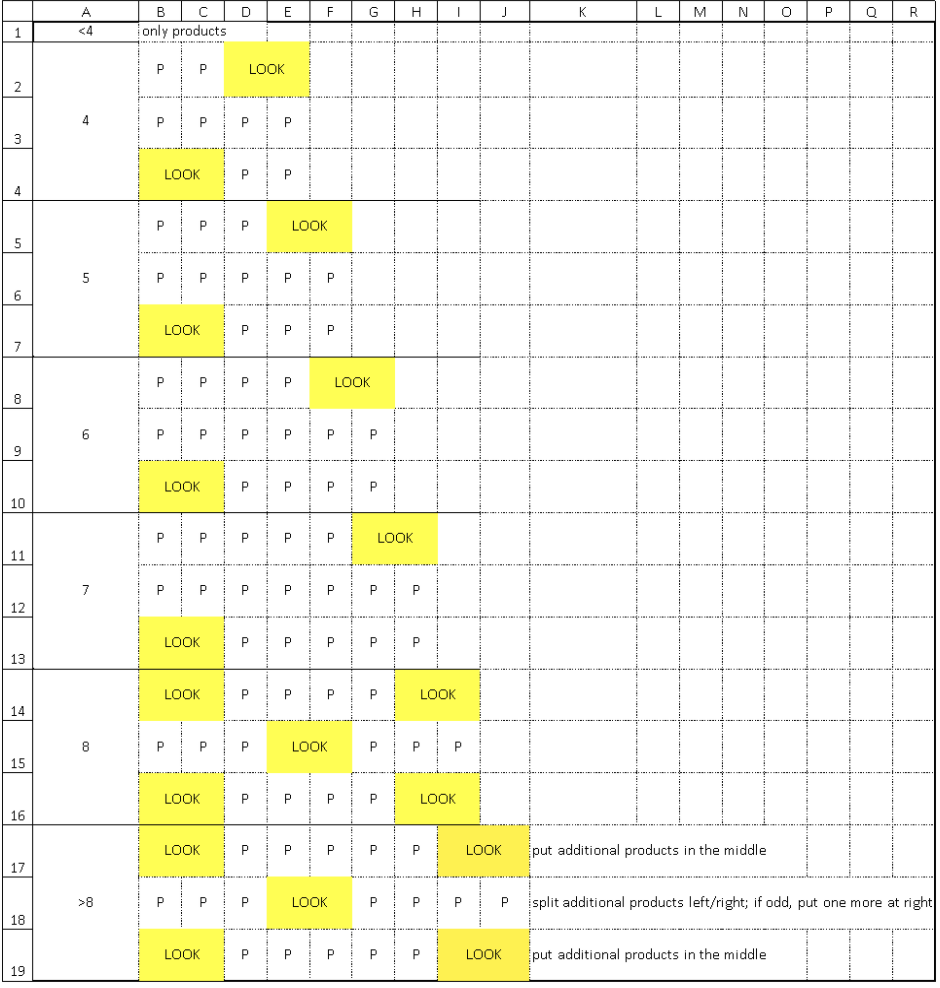 A B C D E F G H I J K L M N O P Q R
1 <4 only products
2 P P LOOK
4
3 P P P P
4 LOOK P P
5 P P P LOOK
5
6 P P P P P
7 LOOK P P P
8 P P P P LOOK
6
9 P P P P P P
10 LOOK P P P P
11 P P P P P LOOK
7
12 P P P P P P P
13 LOOK P P P P P
14 LOOK P P P P LOOK
8
15 P P P LOOK P P P
16 LOOK P P P P LOOK
17 LOOK P P P P P LOOK put additional products in the middle
>8
18 P P P LOOK P P P P split additional products left/right; if odd, put one more at right
19 LOOK P P P P P LOOK put additional products in the middle